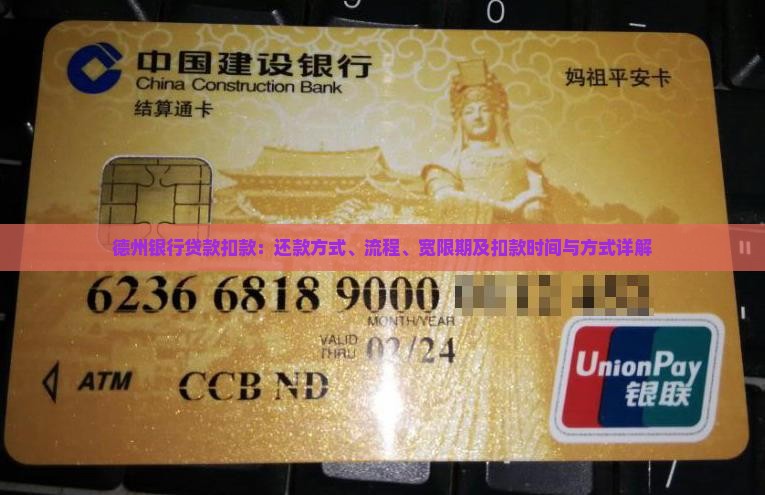 中国建设银行
China Construction Bank
结算通卡
妈祖平安卡
德州银行贷款扣款：还款方式、流程、宽限期及扣款时间与方式详解
6236 6818 9000
MONTH/YEAR
VALID
THRU 02/24
ATM CCB ND
UnionPay
银联